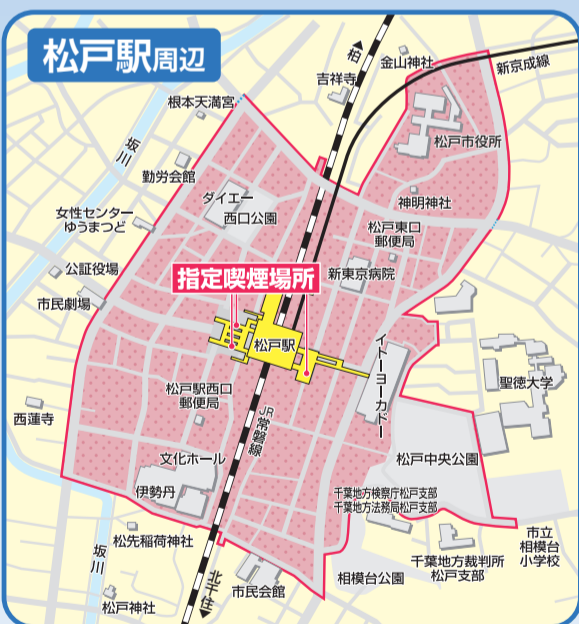 松戸駅周辺
柏
金山神社
新京成線
吉祥寺
根本天満宮
坂川
松戸市役所
勤労会館
ダイエー
西口公園
神明神社
女性センター
ゆうまつど
松戸東口
郵便局
公証役場
指定喫煙場所
新東京病院
市民劇場
松戸駅
イトーヨーカドー
聖徳大学
松戸駅西口
郵便局
西蓮寺
JR常磐線
文化ホール
松戸中央公園
伊勢丹
千葉地方検察庁松戸支部
千葉地方法務局松戸支部
松先稲荷神社
坂川
市立
相模台
小学校
千葉地方裁判所
松戸支部
北千住
市民会館
相模台公園
松戸神社